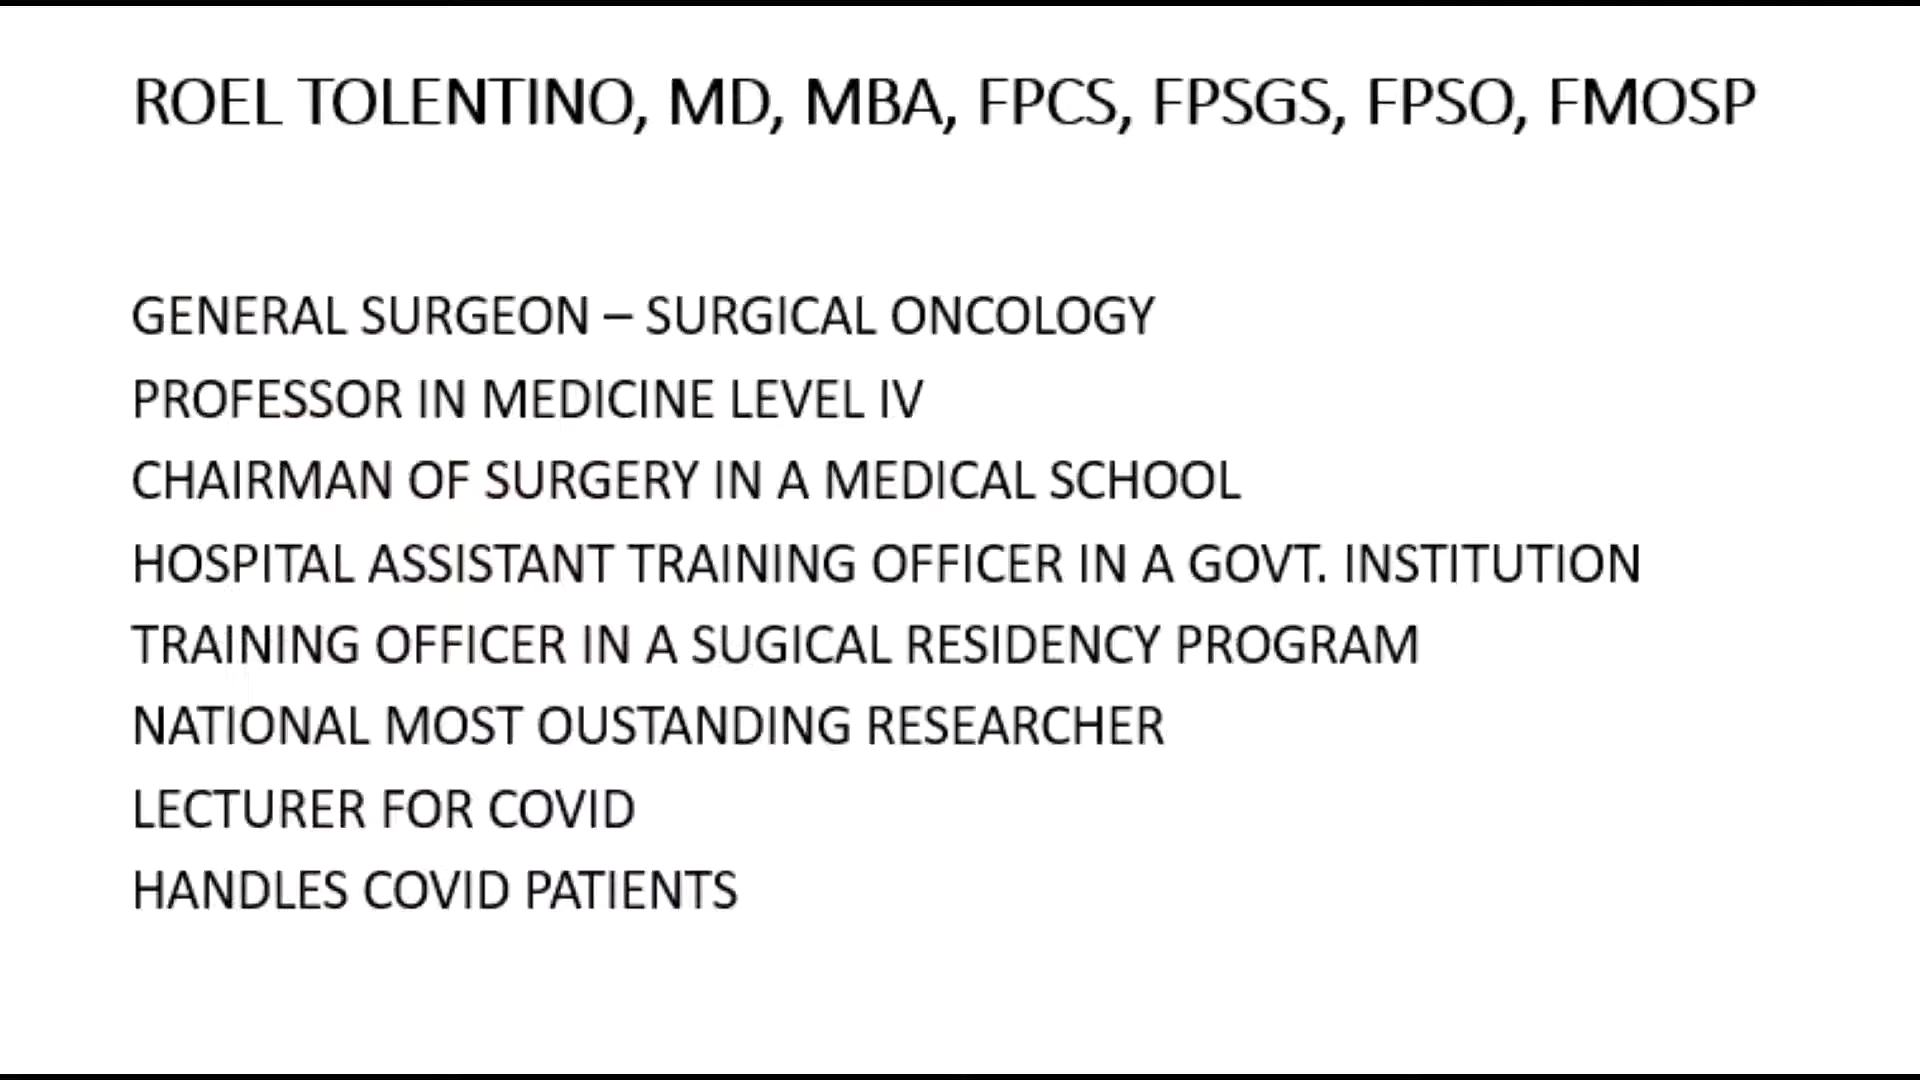 ROEL TOLENTINO, MD, MBA, FPCS, FPSGS, FPSO, FMOSP
GENERAL SURGEON – SURGICAL ONCOLOGY
PROFESSOR IN MEDICINE LEVEL IV
CHAIRMAN OF SURGERY IN A MEDICAL SCHOOL
HOSPITAL ASSISTANT TRAINING OFFICER IN A GOVT. INSTITUTION
TRAINING OFFICER IN A SUGICAL RESIDENCY PROGRAM
NATIONAL MOST OUSTANDING RESEARCHER
LECTURER FOR COVID
HANDLES COVID PATIENTS